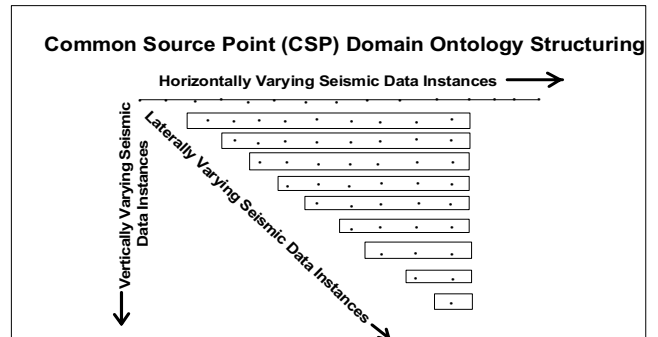 Common Source Point (CSP) Domain Ontology Structuring
Horizontally Varying Seismic Data Instances
Vertically Varying Seismic
Data Instances
Laterally Varying Seismic Data Instances